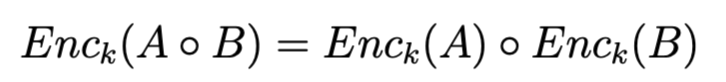 Enc_k(A ∘ B) = Enc_k(A) ∘ Enc_k(B)